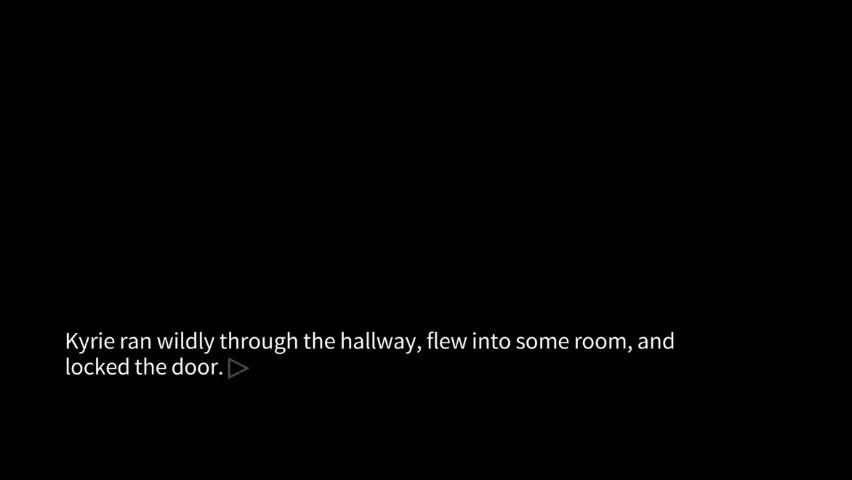 Kyrie ran wildly through the hallway, flew into some room, and
locked the door.